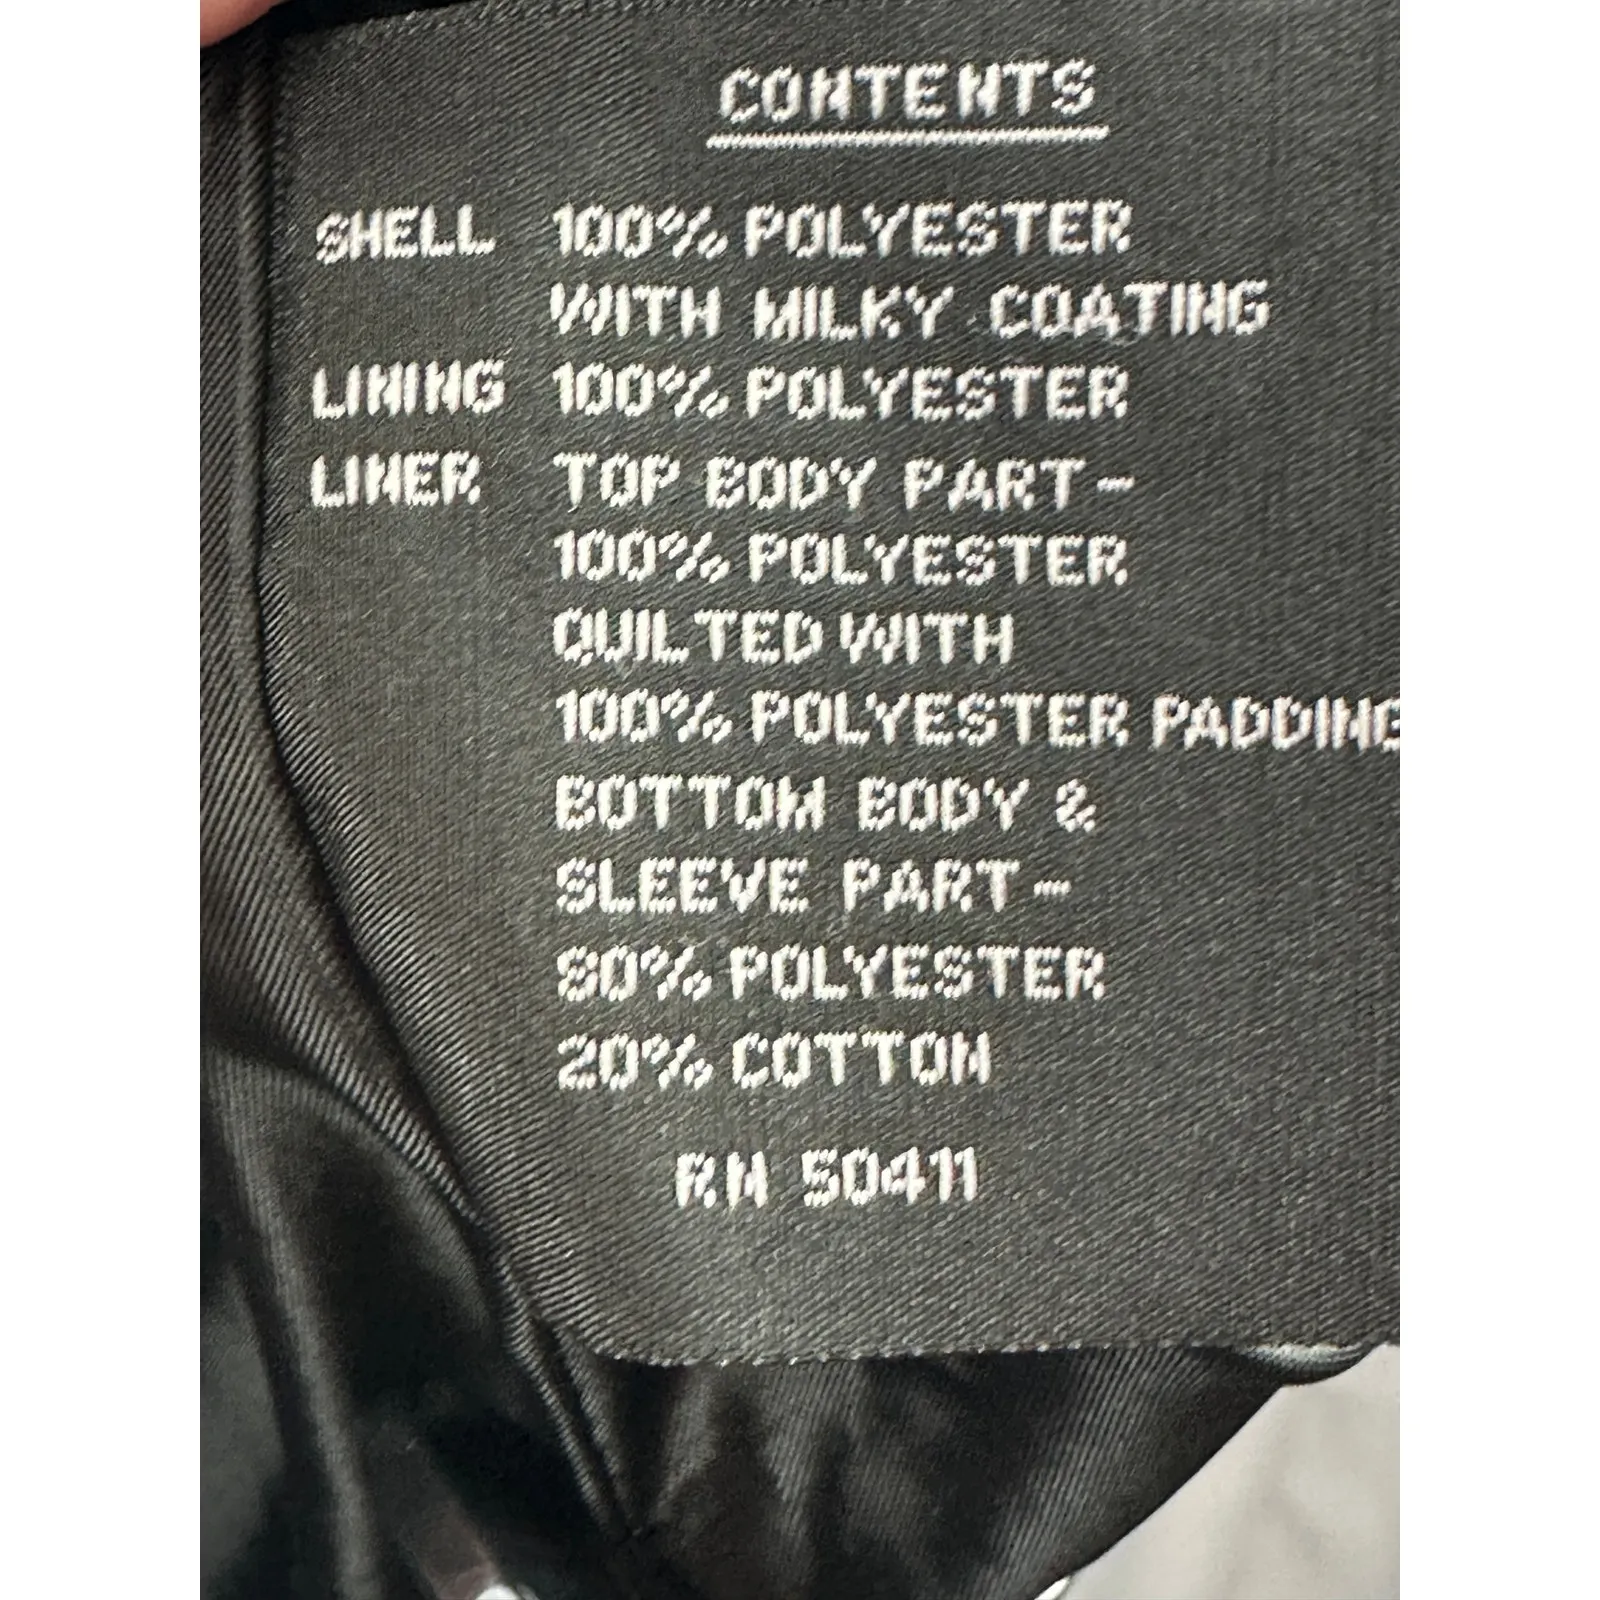 CONTENTS
SHELL 100% POLYESTER
WITH MILKY COATING
LINING 100% POLYESTER
LINER TOP BODY PART-
100% POLYESTER
QUILTED WITH
100% POLYESTER PADDING
BOTTOM BODY &
SLEEVE PART-
80% POLYESTER
20% COTTON
RN 50411